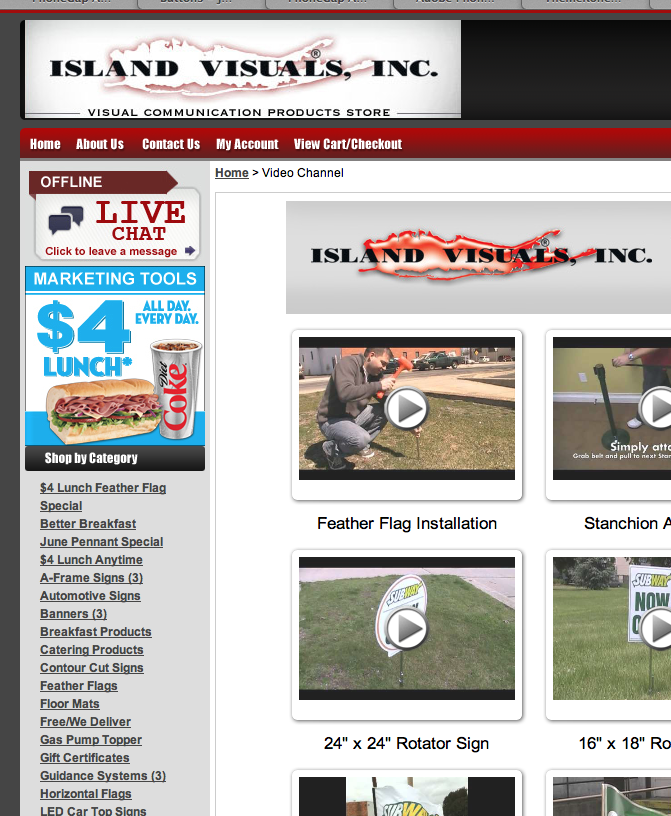 ISLAND VISUALS, INC.
®
VISUAL COMMUNICATION PRODUCTS STORE
Home About Us Contact Us My Account View Cart/Checkout
Home > Video Channel
OFFLINE
LIVE
CHAT
Click to leave a message
MARKETING TOOLS
$4
LUNCH*
ALL DAY.
EVERY DAY.
Diet
Coke
Shop by Category
$4 Lunch Feather Flag
Special
Better Breakfast
June Pennant Special
$4 Lunch Anytime
A-Frame Signs (3)
Automotive Signs
Banners (3)
Breakfast Products
Catering Products
Contour Cut Signs
Feather Flags
Floor Mats
Free/We Deliver
Gas Pump Topper
Gift Certificates
Guidance Systems (3)
Horizontal Flags
LED Car Top Signs
ISLAND VISUALS, INC.
®
Simply atta
Grab belt and pull to next Stan
Feather Flag Installation
Stanchion A
SUBWAY
SUBWAY
NOW
24" x 24" Rotator Sign
16" x 18" Ro
SUBWAY